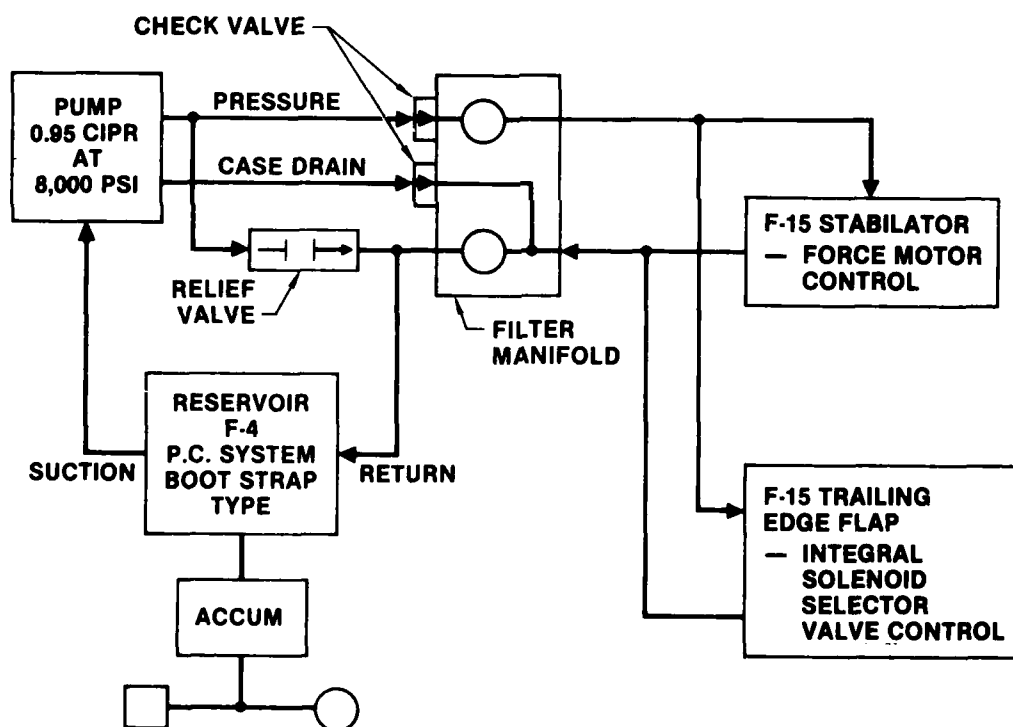 CHECK VALVE
PUMP
0.95 CIPR
AT
8,000 PSI
PRESSURE
CASE DRAIN
RELIEF
VALVE
FILTER
MANIFOLD
F-15 STABILATOR
— FORCE MOTOR
CONTROL
RESERVOIR
F-4
P.C. SYSTEM
BOOT STRAP
TYPE
SUCTION
RETURN
F-15 TRAILING
EDGE FLAP
— INTEGRAL
SOLENOID
SELECTOR
VALVE CONTROL
ACCUM